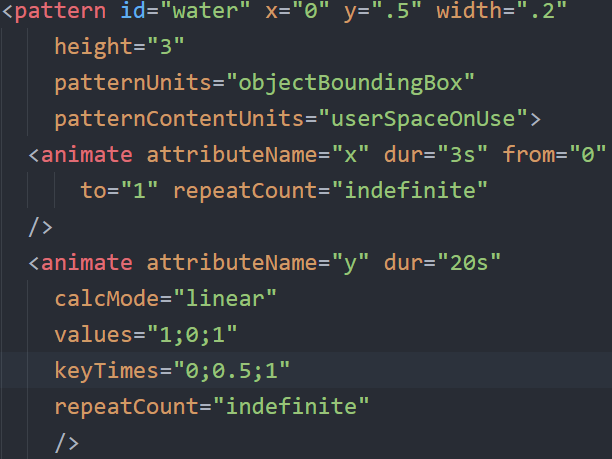 <pattern id="water" x="0" y=".5" width=".2"
height="3"
patternUnits="objectBoundingBox"
patternContentUnits="userSpaceOnUse">
<animate attributeName="x" dur="3s" from="0"
to="1" repeatCount="indefinite"
/>
<animate attributeName="y" dur="20s"
calcMode="linear"
values="1;0;1"
keyTimes="0;0.5;1"
repeatCount="indefinite"
/>